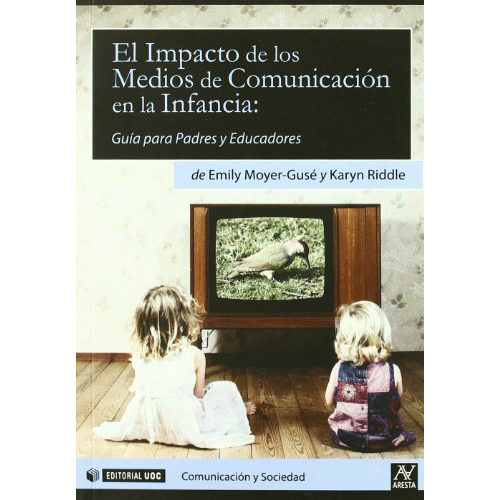 El Impacto de los
Medios de Comunicación
en la Infancia:
Guía para Padres y Educadores
de Emily Moyer-Gusé y Karyn Riddle
EDITORIAL UOC
Comunicación y Sociedad
ARESTA